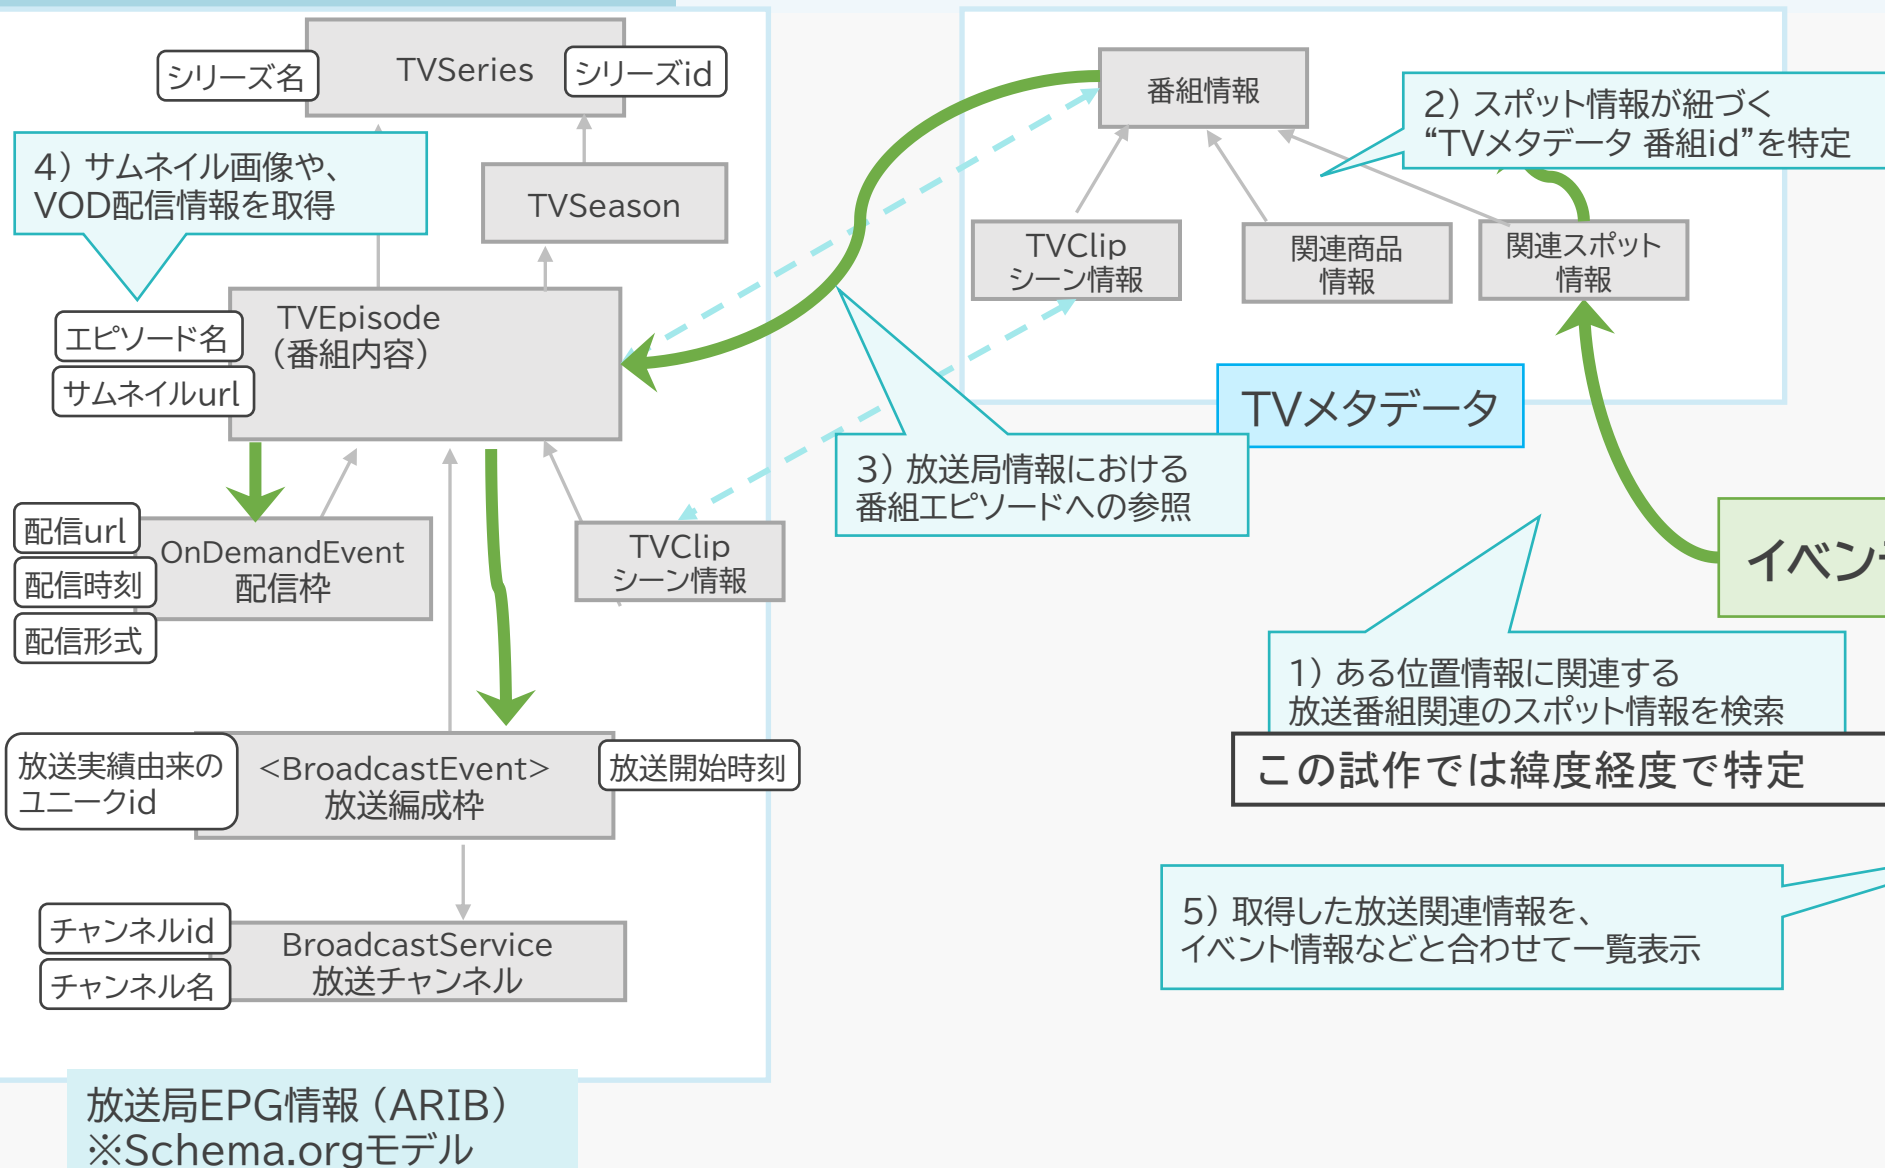 TVSeries
シリーズ名
シリーズid
4) サムネイル画像や、
VOD配信情報を取得
TVSeason
TVEpisode
(番組内容)
エピソード名
サムネイルurl
配信url
配信時刻
配信形式
OnDemandEvent
配信枠
TVClip
シーン情報
放送実績由来の
ユニークid
<BroadcastEvent>
放送編成枠
放送開始時刻
チャンネルid
チャンネル名
BroadcastService
放送チャンネル
放送局EPG情報(ARIB)
※Schema.orgモデル
番組情報
2) スポット情報が紐づく
“TVメタデータ 番組id”を特定
TVClip
シーン情報
関連商品
情報
関連スポット
情報
TVメタデータ
3) 放送局情報における
番組エピソードへの参照
イベン
1) ある位置情報に関連する
放送番組関連のスポット情報を検索
この試作では緯度経度で特定
5) 取得した放送関連情報を、
イベント情報などと合わせて一覧表示